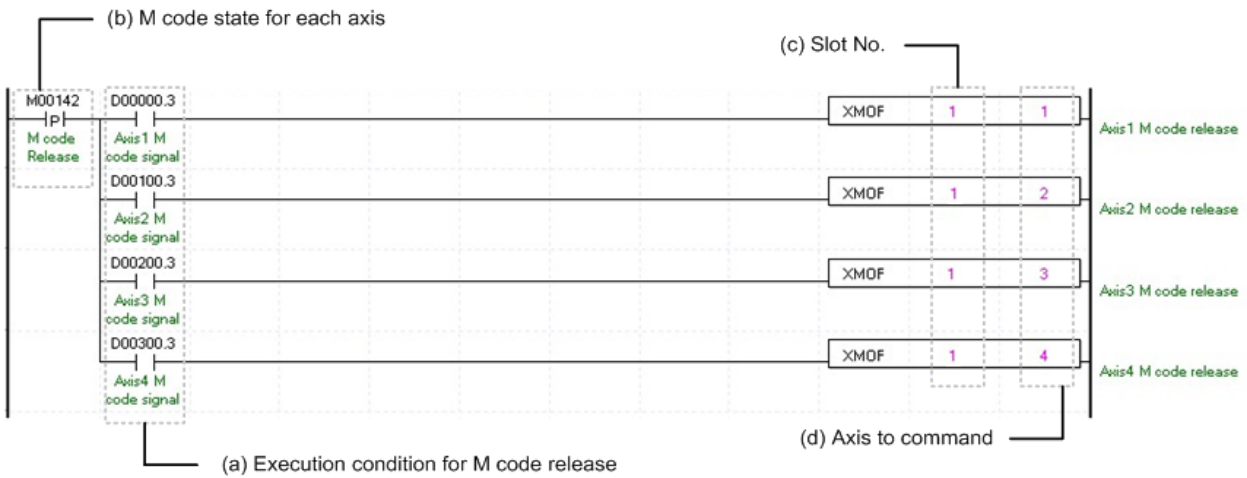 (b) M code state for each axis
(c) Slot No.
M00142
D00000.3
P
XMOF 1 1
M code
Release
Axis1 M
code signal
Axis1 M code release
D00100.3
XMOF 1 2
Axis2 M
code signal
Axis2 M code release
D00200.3
XMOF 1 3
Axis3 M
code signal
Axis3 M code release
D00300.3
XMOF 1 4
Axis4 M
code signal
Axis4 M code release
(d) Axis to command
(a) Execution condition for M code release